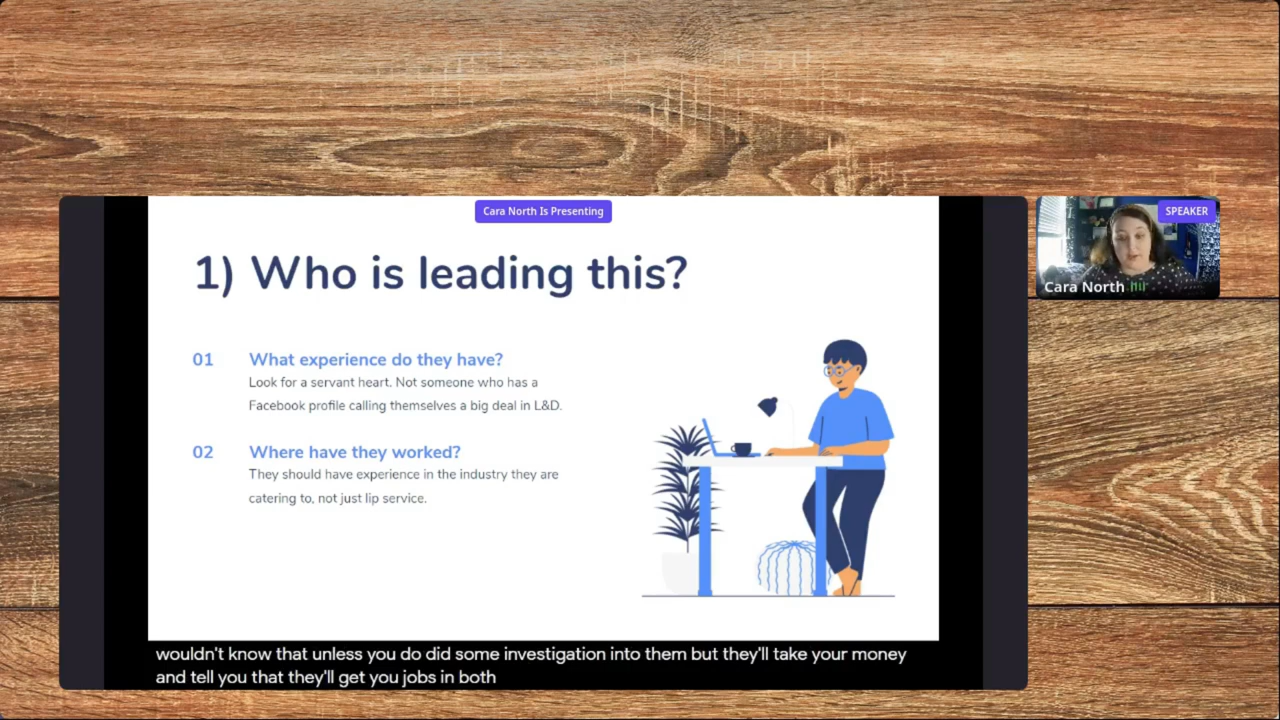 Cara North Is Presenting
SPEAKER
1) Who is leading this?
Cara North
01 What experience do they have?
Look for a servant heart. Not someone who has a
Facebook profile calling themselves a big deal in L&D.
02 Where have they worked?
They should have experience in the industry they are
catering to, not just lip service.
wouldn't know that unless you do did some investigation into them but they'll take your money
and tell you that they'll get you jobs in both